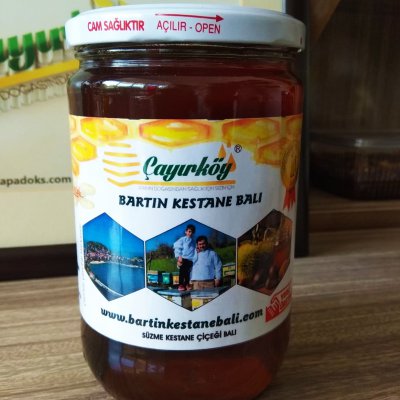 CAM SAĞLIKTIR AÇILIR - OPEN
apadoks.com
Çayırköy®
BARTIN KESTANE BALI
www.bartinkestanebali.com
SÜZME KESTANE ÇİÇEĞİ BALI